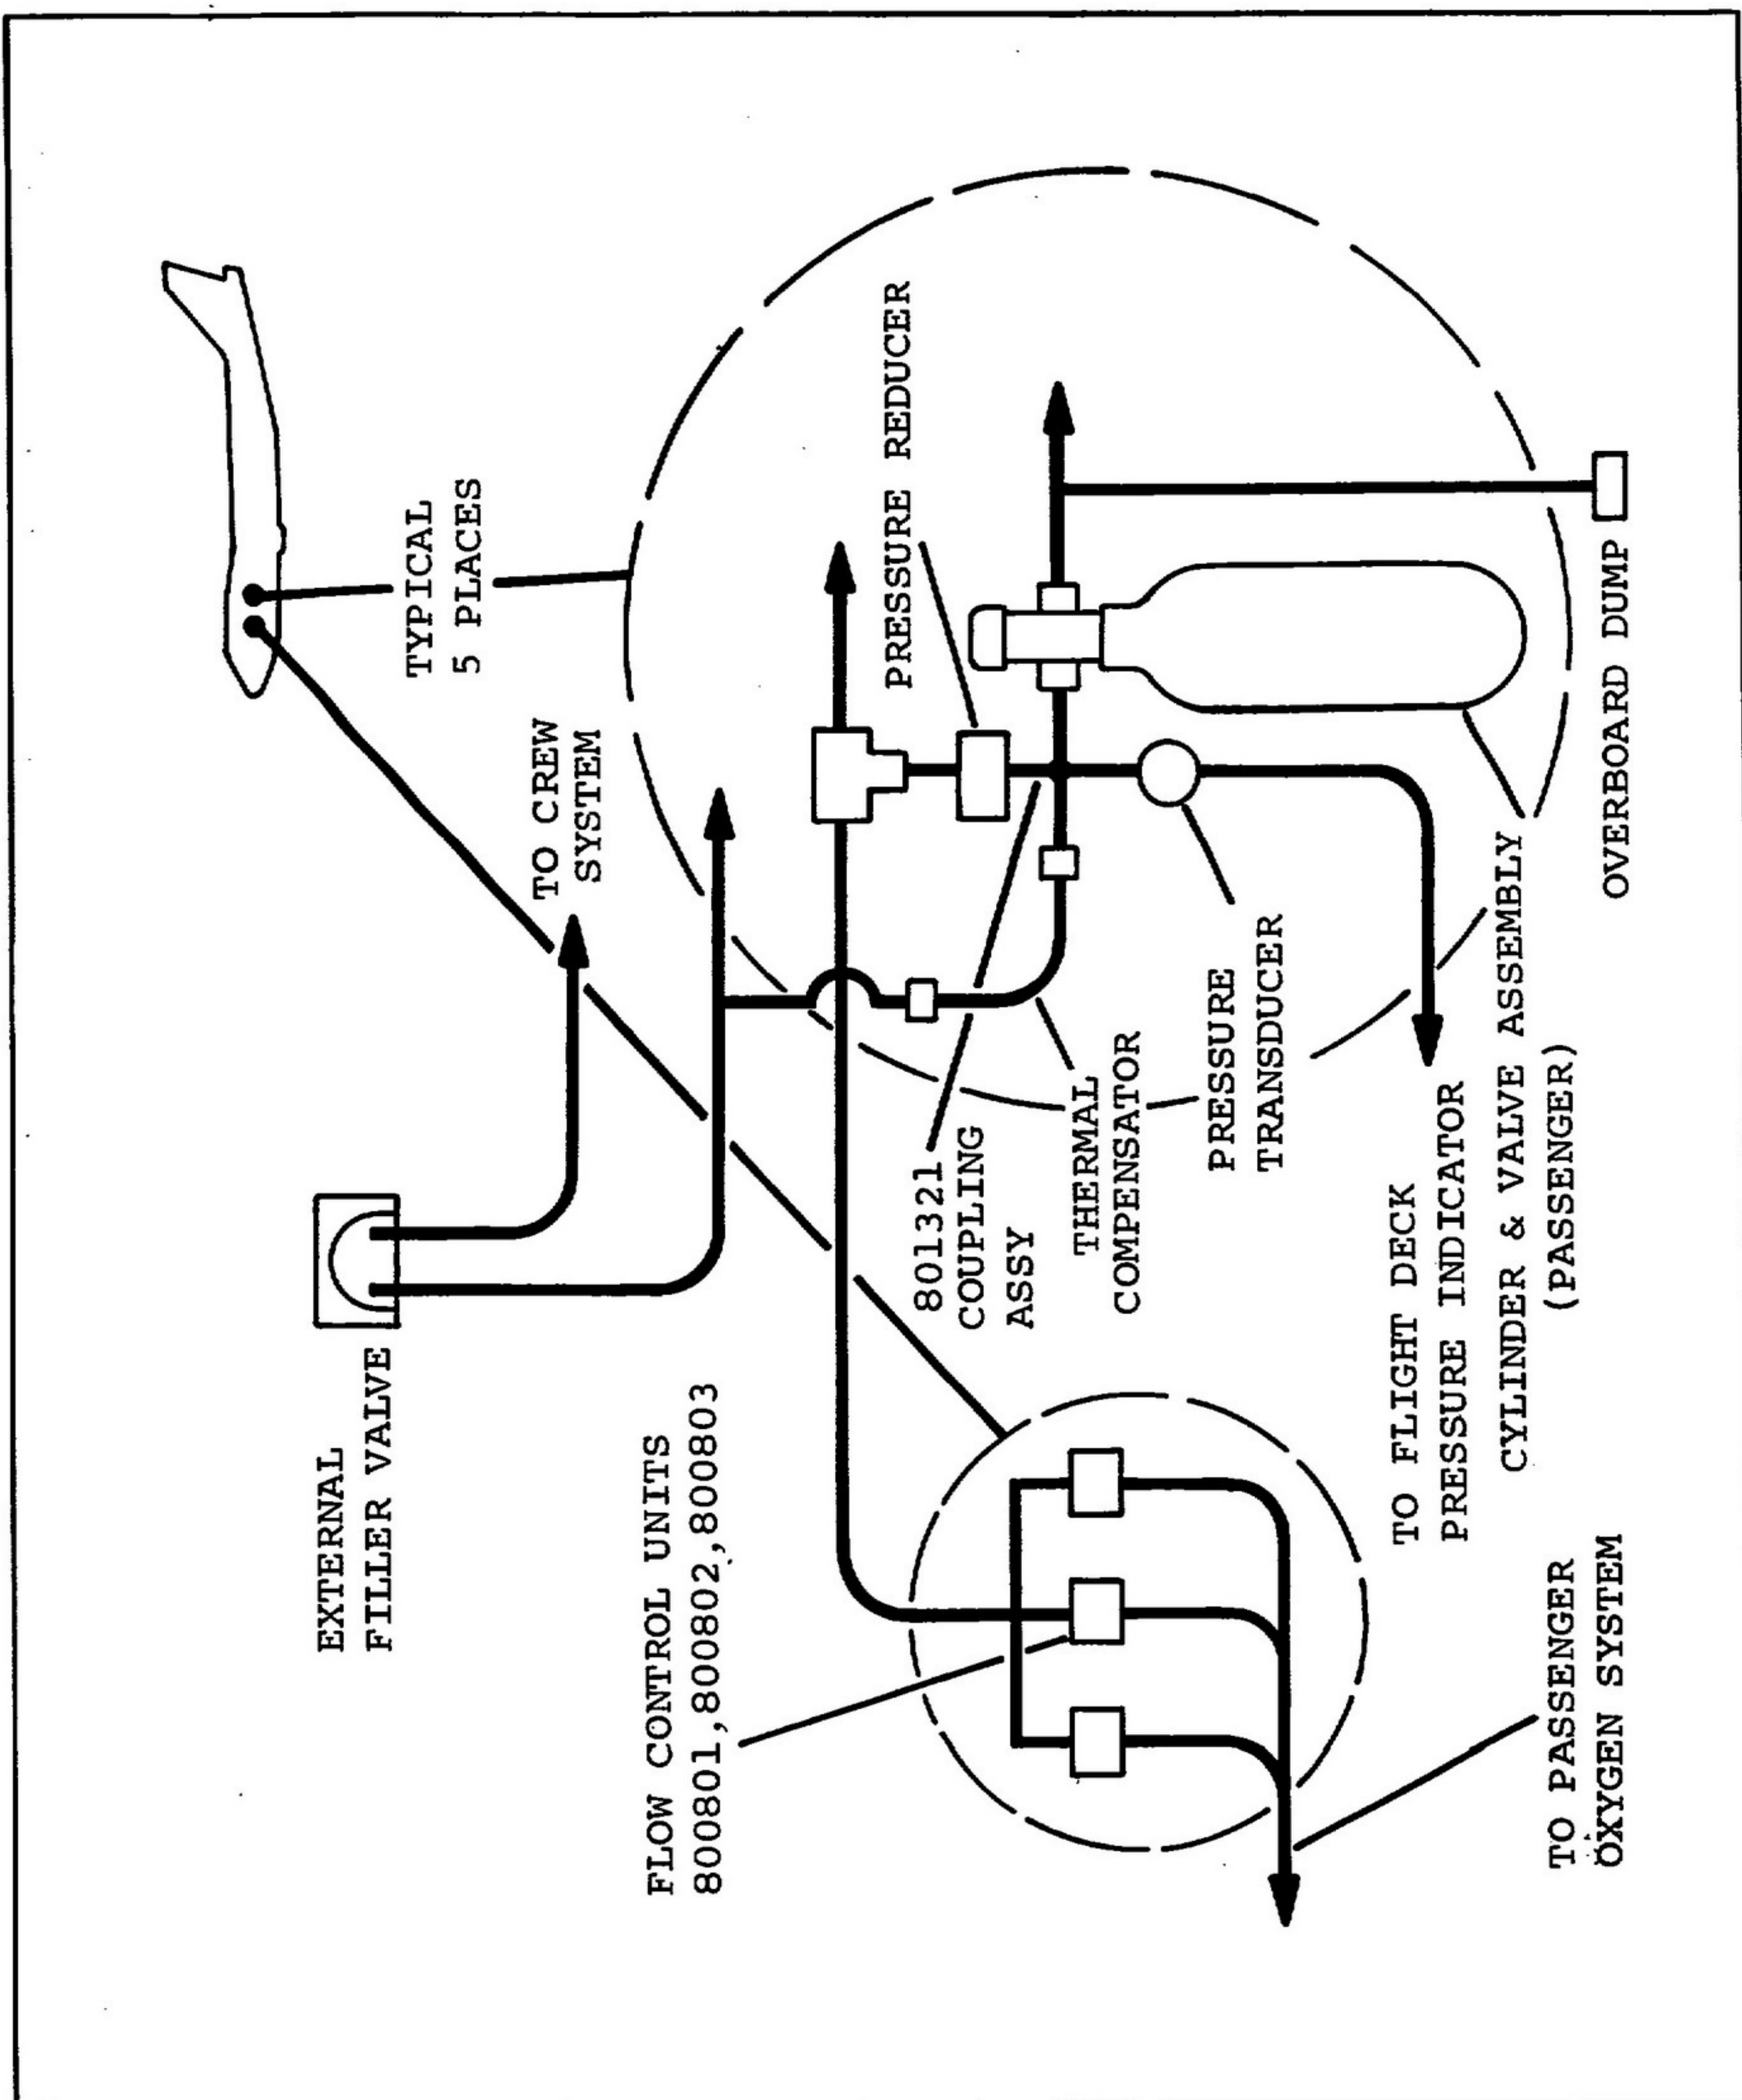 EXTERNAL
FILLER VALVE
TO CREW
SYSTEM
TYPICAL
5 PLACES
FLOW CONTROL UNITS
800801,800802,800803
PRESSURE REDUCER
801321
COUPLING
ASSY
THERMAL
COMPENSATOR
PRESSURE
TRANSDUCER
TO FLIGHT DECK
PRESSURE INDICATOR
CYLINDER & VALVE ASSEMBLY
(PASSENGER)
TO PASSENGER
OXYGEN SYSTEM
OVERBOARD DUMP